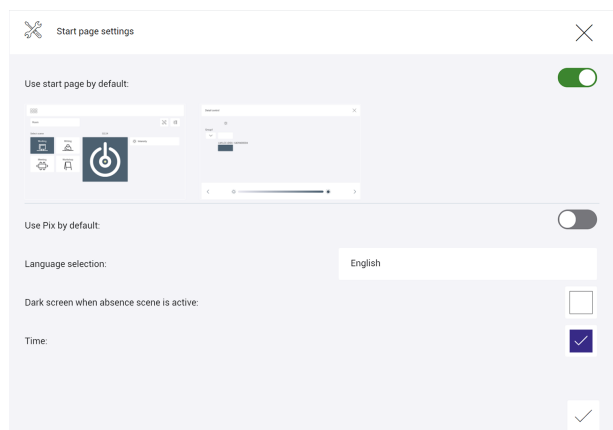 Start page settings
Use start page by default:
Use Pix by default:
Language selection:
English
Dark screen when absence scene is active:
Time: